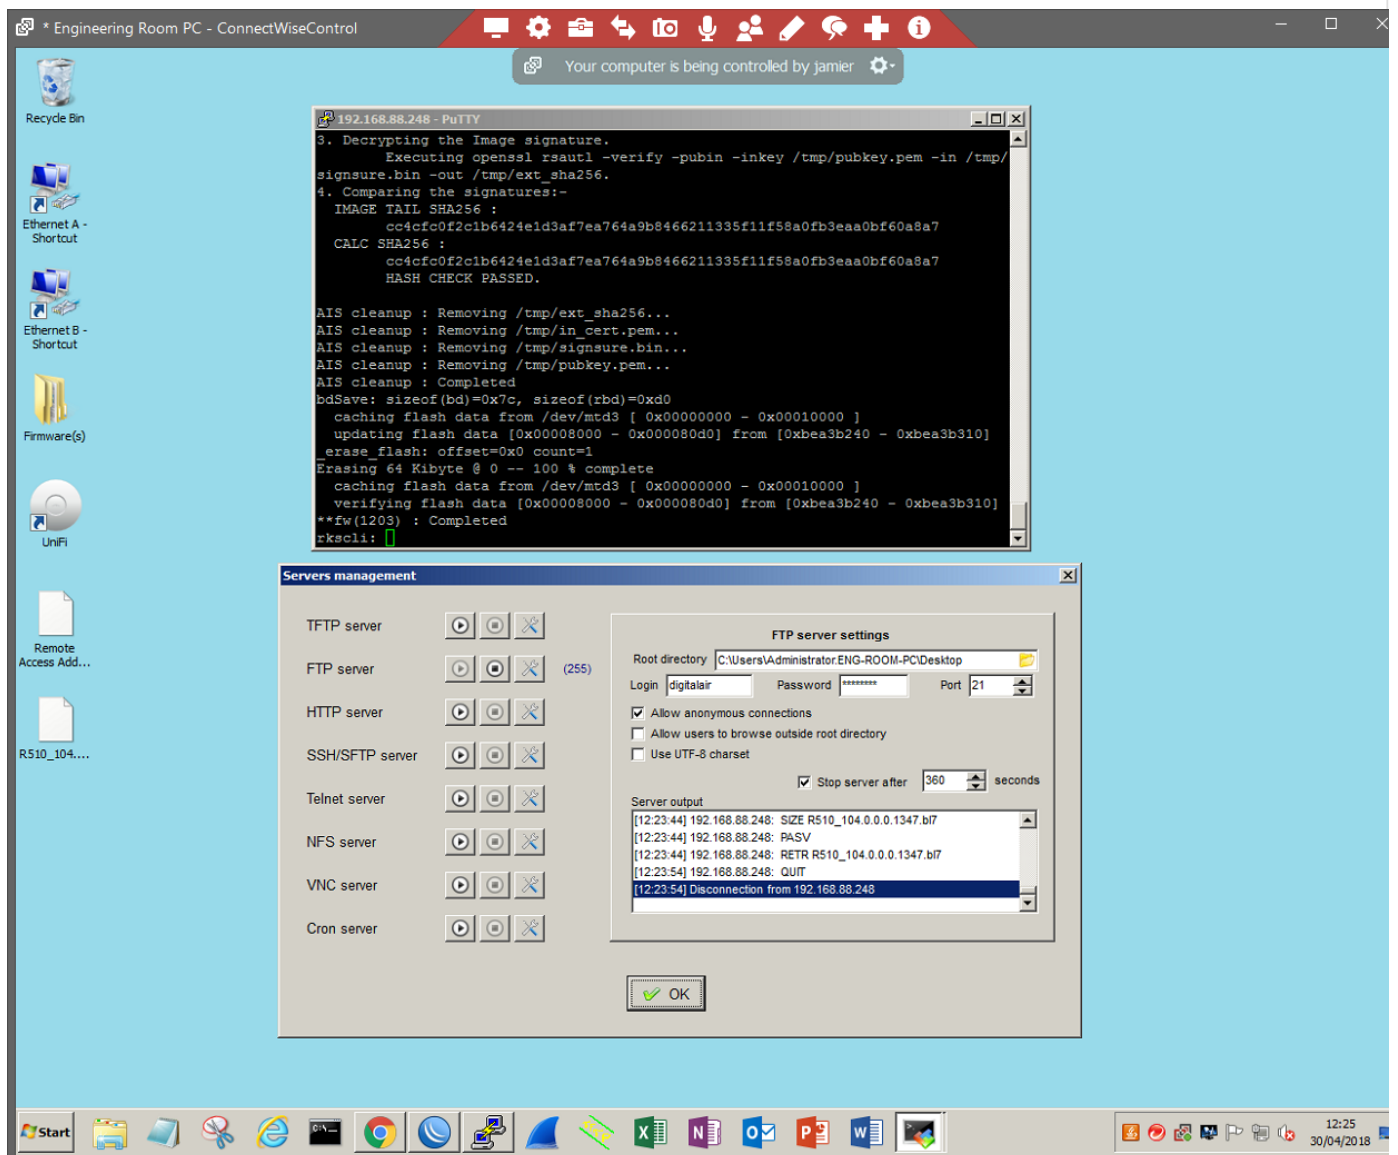 * Engineering Room PC - ConnectWiseControl
Your computer is being controlled by jamier
Recycle Bin
Ethernet A -
Shortcut
Ethernet B -
Shortcut
Firmware(s)
UniFi
Remote
Access Add...
R510_104....
192.168.88.248 - PuTTY
3. Decrypting the Image signature.
Executing openssl rsautl -verify -pubin -inkey /tmp/pubkey.pem -in /tmp/
signsure.bin -out /tmp/ext_sha256.
4. Comparing the signatures:-
IMAGE TAIL SHA256 :
cc4cfc0f2c1b6424e1d3af7ea764a9b8466211335f11f58a0fb3eaa0bf60a8a7
CALC SHA256 :
cc4cfc0f2c1b6424e1d3af7ea764a9b8466211335f11f58a0fb3eaa0bf60a8a7
HASH CHECK PASSED.
AIS cleanup : Removing /tmp/ext_sha256...
AIS cleanup : Removing /tmp/in_cert.pem...
AIS cleanup : Removing /tmp/signsure.bin...
AIS cleanup : Removing /tmp/pubkey.pem...
AIS cleanup : Completed
bdSave: sizeof(bd)=0x7c, sizeof(rbd)=0xd0
caching flash data from /dev/mtd3 [ 0x00000000 - 0x00010000 ]
updating flash data [0x00008000 - 0x000080d0] from [0xbea3b240 - 0xbea3b310]
_erase_flash: offset=0x0 count=1
Erasing 64 Kibyte @ 0 -- 100 % complete
caching flash data from /dev/mtd3 [ 0x00000000 - 0x00010000 ]
verifying flash data [0x00008000 - 0x000080d0] from [0xbea3b240 - 0xbea3b310]
**fw(1203) : Completed
rkscli:
Servers management
TFTP server
FTP server (255)
HTTP server
SSH/SFTP server
Telnet server
NFS server
VNC server
Cron server
FTP server settings
Root directory C:\Users\Administrator.ENG-ROOM-PC\Desktop
Login digitalair Password ******** Port 21
Allow anonymous connections
Allow users to browse outside root directory
Use UTF-8 charset
Stop server after 360 seconds
Server output
[12:23:44] 192.168.88.248: SIZE R510_104.0.0.0.1347.bl7
[12:23:44] 192.168.88.248: PASV
[12:23:44] 192.168.88.248: RETR R510_104.0.0.0.1347.bl7
[12:23:54] 192.168.88.248: QUIT
[12:23:54] Disconnection from 192.168.88.248
OK
Start
12:25
30/04/2018